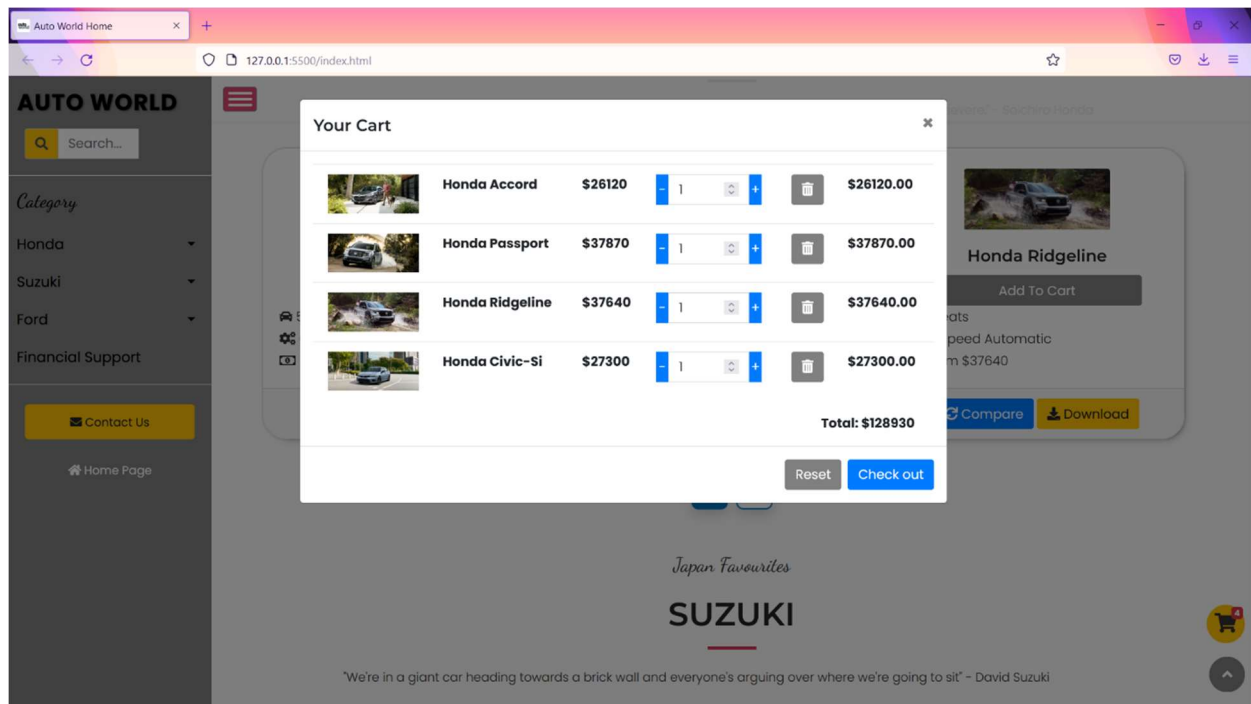 Auto World Home
127.0.0.1:5500/index.html
AUTO WORLD
Search...
Category
Honda
Suzuki
Ford
Financial Support
Contact Us
Home Page
Your Cart
Honda Accord $26120 - 1 + $26120.00
Honda Passport $37870 - 1 + $37870.00
Honda Ridgeline $37640 - 1 + $37640.00
Honda Civic-Si $27300 - 1 + $27300.00
Total: $128930
Reset Check out
- Soichiro Honda
Honda Ridgeline
Add To Cart
peed Automatic
$37640
Compare Download
Japan Favourites
SUZUKI
"We're in a giant car heading towards a brick wall and everyone's arguing over where we're going to sit" - David Suzuki
4